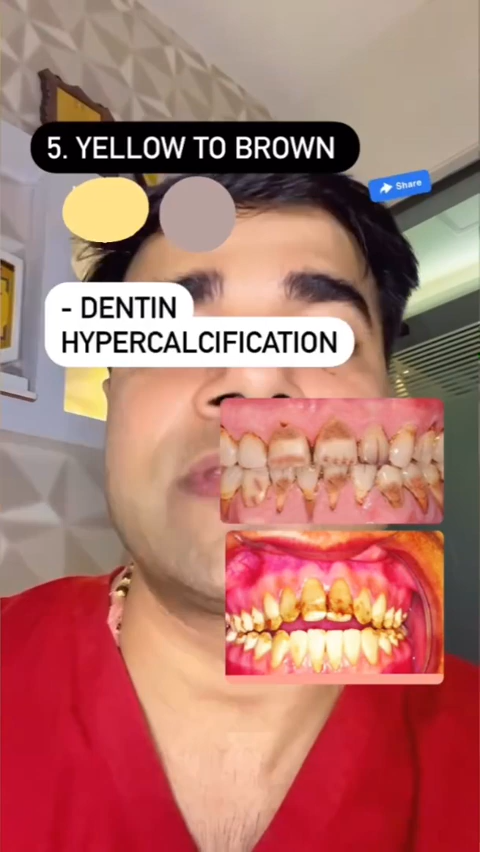 5. YELLOW TO BROWN
Share
- DENTIN
HYPERCALCIFICATION